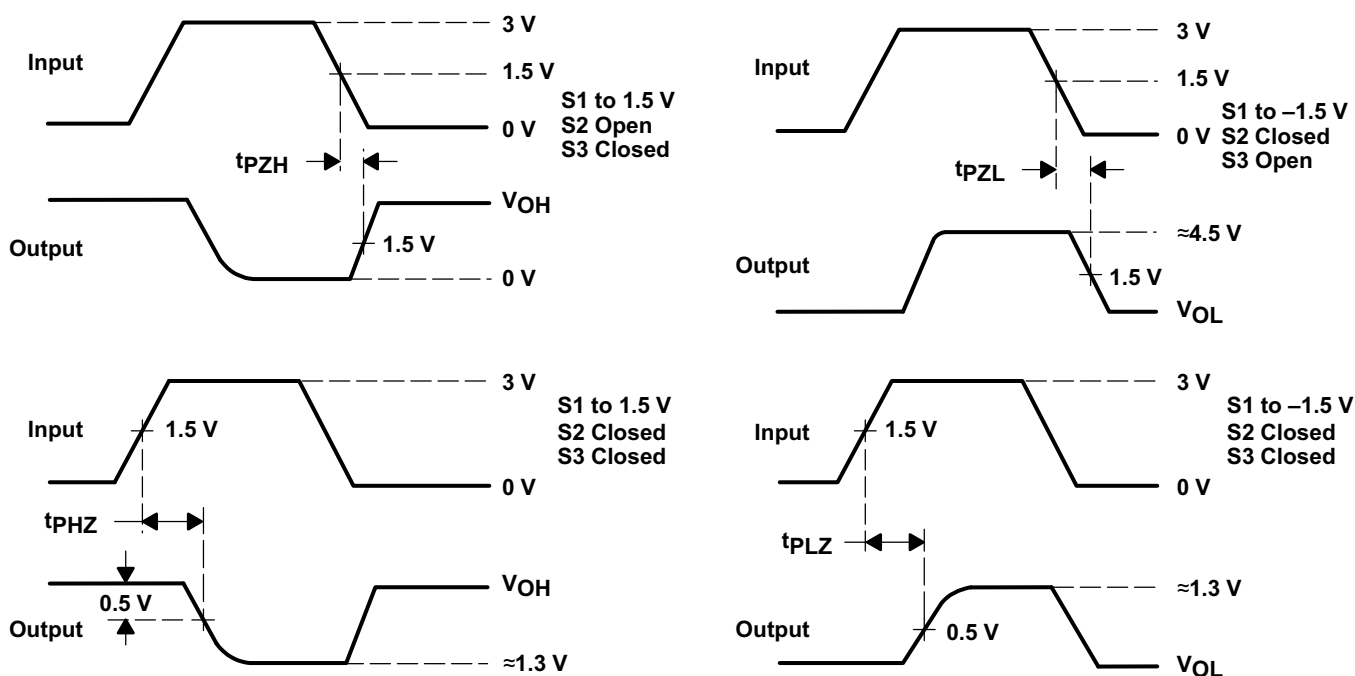 3 V
Input
1.5 V
S1 to 1.5 V
S2 Open
S3 Closed
0 V
tPZH
VOH
Output
1.5 V
0 V
3 V
Input
1.5 V
S1 to –1.5 V
S2 Closed
S3 Open
0 V
tPZL
≈4.5 V
Output
1.5 V
VOL
3 V
S1 to 1.5 V
S2 Closed
S3 Closed
Input
1.5 V
0 V
tPHZ
VOH
0.5 V
Output
≈1.3 V
3 V
S1 to –1.5 V
S2 Closed
S3 Closed
Input
1.5 V
0 V
tPLZ
≈1.3 V
Output
0.5 V
VOL